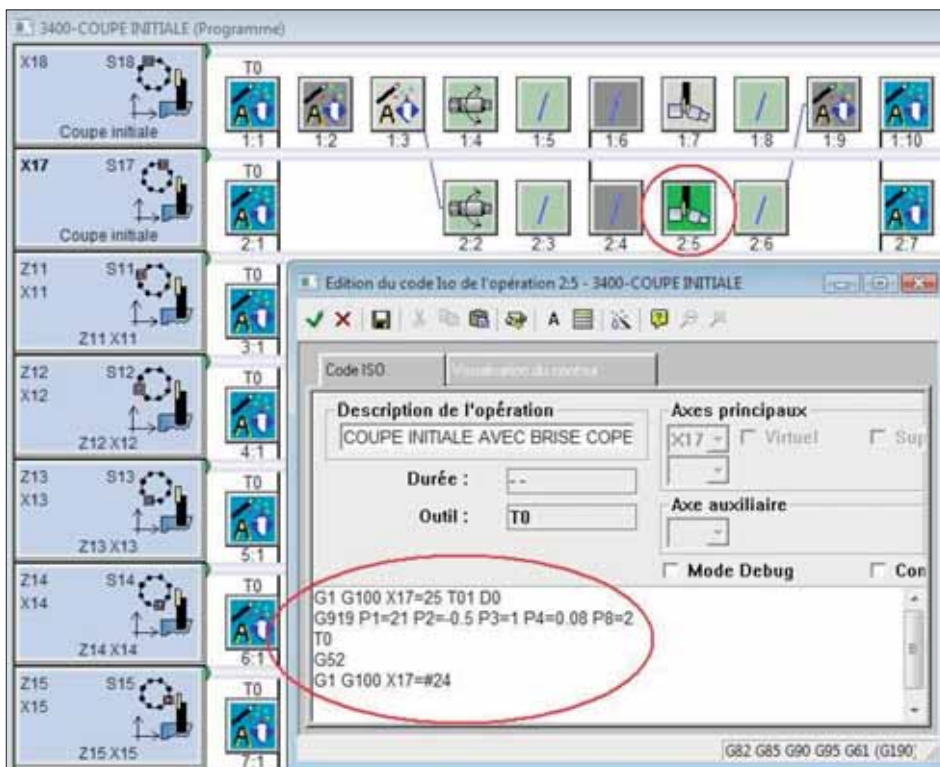 3400-COUPE INITIALE (Programme)
X18 S18
Coupe initiale
T0
1:1 1:2 1:3 1:4 1:5 1:6 1:7 1:8 1:9 1:10
X17 S17
Coupe initiale
T0
2:1 2:2 2:3 2:4 2:5 2:6 2:7
Z11 S11
X11
Z11 X11
T0
3:1
Z12 S12
X12
Z12 X12
T0
4:1
Z13 S13
X13
Z13 X13
T0
5:1
Z14 S14
X14
Z14 X14
T0
6:1
Z15 S15
X15
Z15 X15
T0
7:1
Edition du code Iso de l'opération 2:5 - 3400-COUPE INITIALE
Code ISO
Visualisation du contour
Description de l'opération
COUPE INITIALE AVEC BRISE COPE
Durée : --
Outil : T0
Axes principaux
X17 Virtuel Sup
Axe auxiliaire
Mode Debug Con
G1 G100 X17=25 T01 D0
G919 P1=21 P2=-0.5 P3=1 P4=0.08 P8=2
T0
G52
G1 G100 X17=#24
G82 G85 G90 G95 G61 (G190)